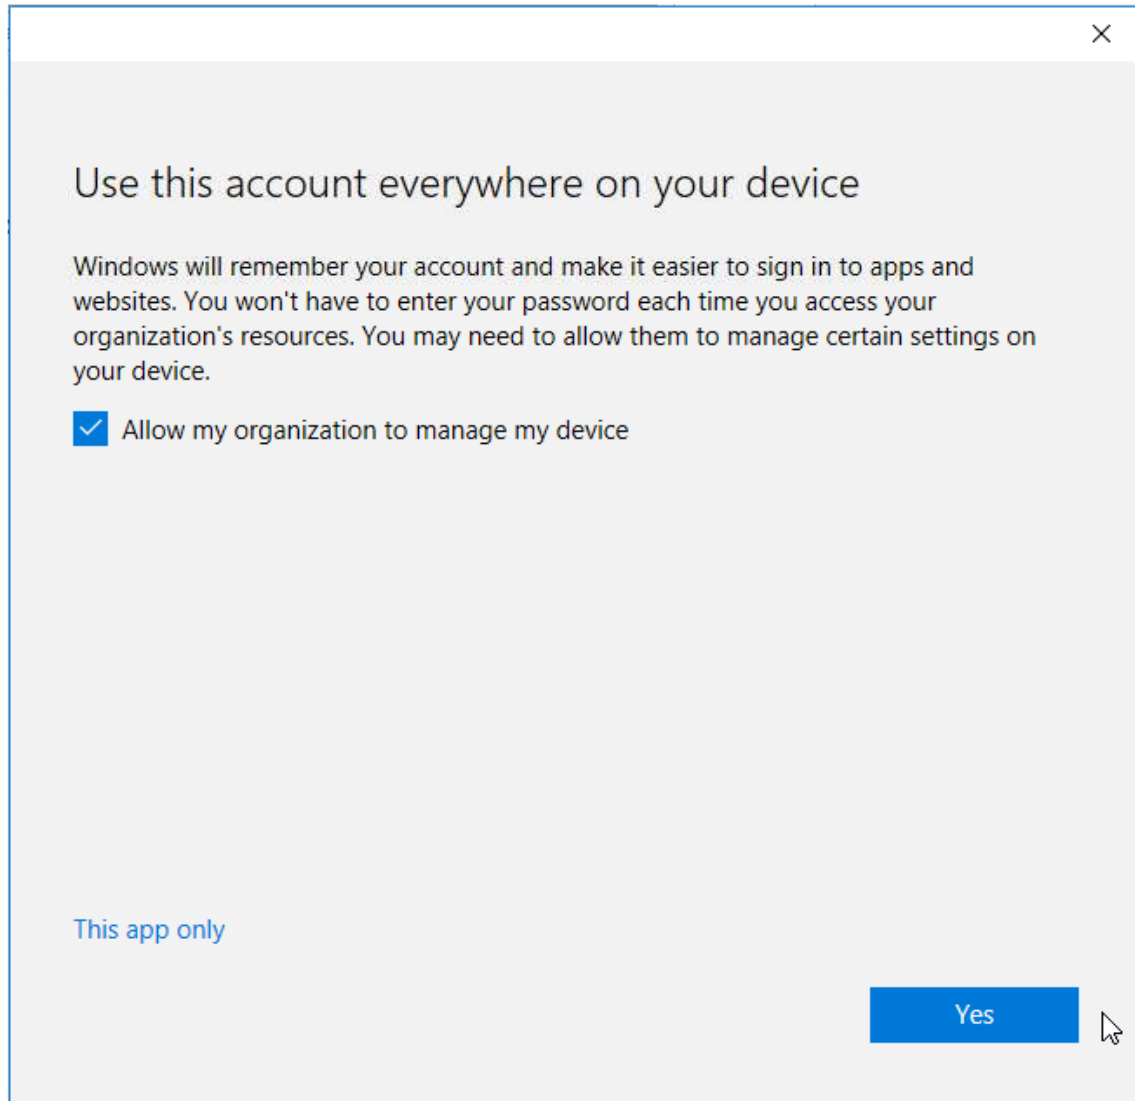 Use this account everywhere on your device
Windows will remember your account and make it easier to sign in to apps and
websites. You won't have to enter your password each time you access your
organization's resources. You may need to allow them to manage certain settings on
your device.
Allow my organization to manage my device
This app only
Yes